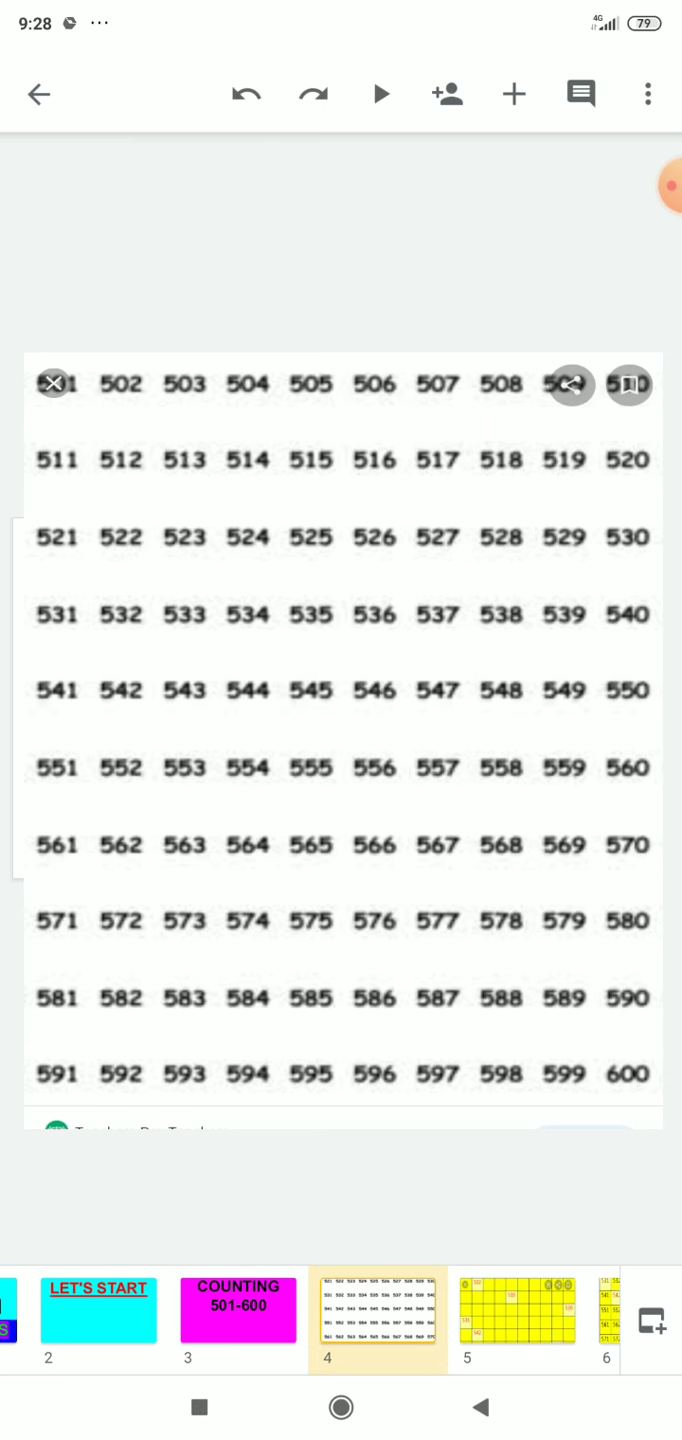 9:28 ... 4G 79
501 502 503 504 505 506 507 508 509 510
511 512 513 514 515 516 517 518 519 520
521 522 523 524 525 526 527 528 529 530
531 532 533 534 535 536 537 538 539 540
541 542 543 544 545 546 547 548 549 550
551 552 553 554 555 556 557 558 559 560
561 562 563 564 565 566 567 568 569 570
571 572 573 574 575 576 577 578 579 580
581 582 583 584 585 586 587 588 589 590
591 592 593 594 595 596 597 598 599 600
LET'S START
COUNTING
501-600
2 3 4 5 6